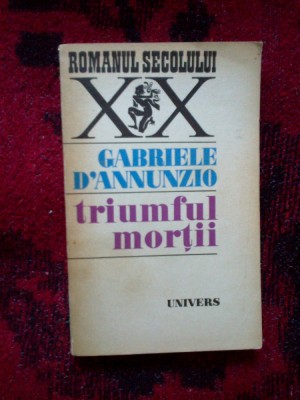 ROMANUL SECOLULUI
XX
GABRIELE
D'ANNUNZIO
triumful
morții
UNIVERS